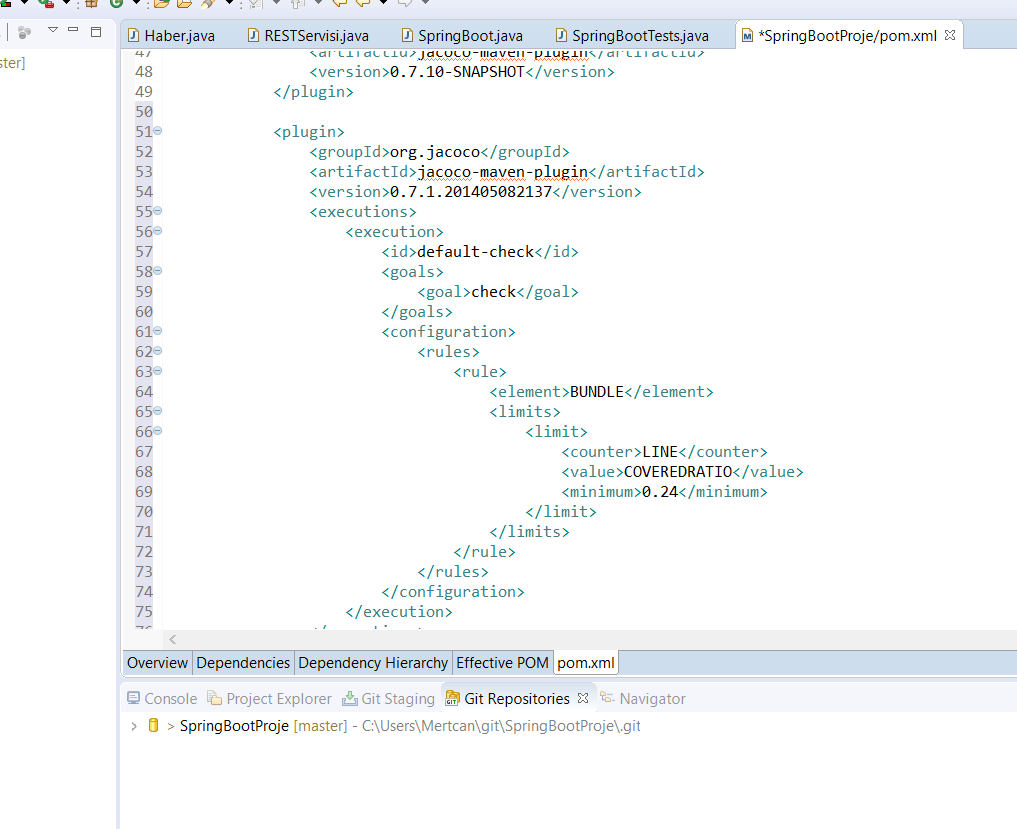 ster]
Haber.java RESTServisi.java SpringBoot.java SpringBootTests.java *SpringBootProje/pom.xml
47 <artifactId>jacoco-maven-plugin</artifactId>
48 <version>0.7.10-SNAPSHOT</version>
49 </plugin>
50
51 <plugin>
52 <groupId>org.jacoco</groupId>
53 <artifactId>jacoco-maven-plugin</artifactId>
54 <version>0.7.1.201405082137</version>
55 <executions>
56 <execution>
57 <id>default-check</id>
58 <goals>
59 <goal>check</goal>
60 </goals>
61 <configuration>
62 <rules>
63 <rule>
64 <element>BUNDLE</element>
65 <limits>
66 <limit>
67 <counter>LINE</counter>
68 <value>COVEREDRATIO</value>
69 <minimum>0.24</minimum>
70 </limit>
71 </limits>
72 </rule>
73 </rules>
74 </configuration>
75 </execution>
Overview Dependencies Dependency Hierarchy Effective POM pom.xml
Console Project Explorer Git Staging Git Repositories Navigator
> SpringBootProje [master] - C:\Users\Mertcan\git\SpringBootProje\.git